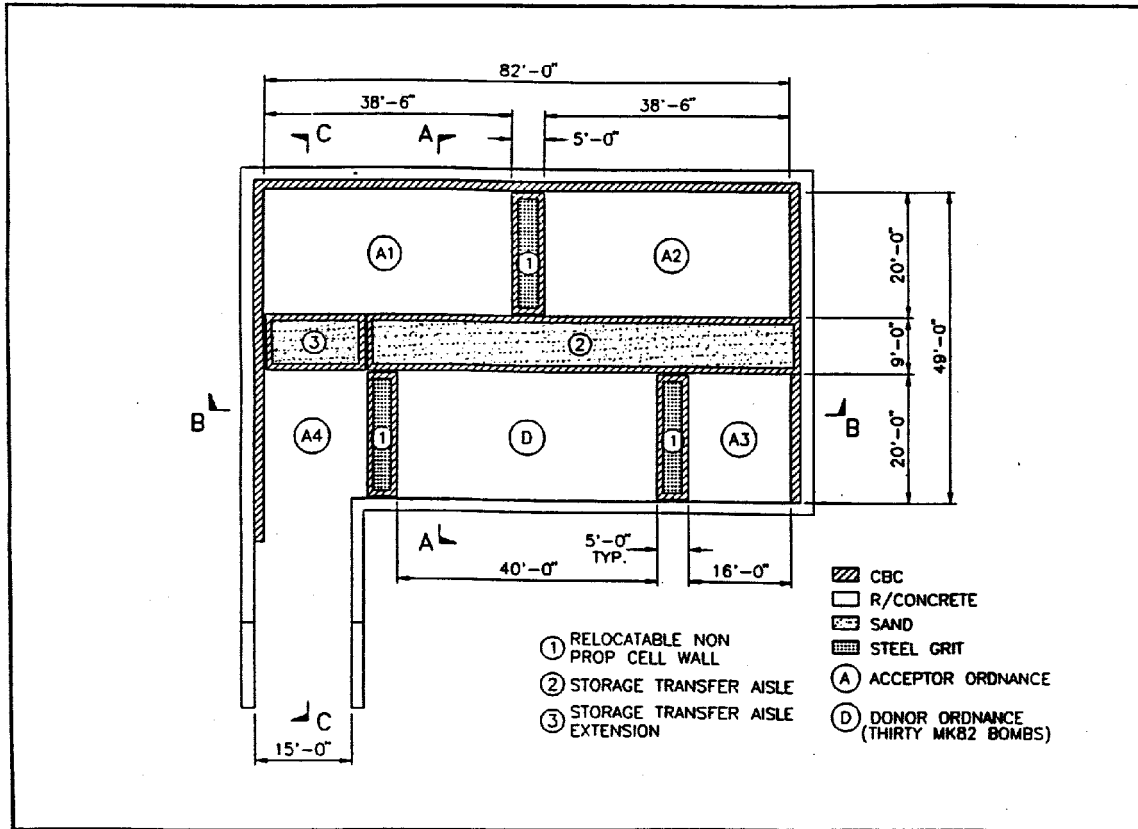 82'-0"
38'-6"
38'-6"
C
A
5'-0"
A1
A2
1
20'-0"
3
2
9'-0"
49'-0"
B
B
A4
1
D
1
A3
20'-0"
A
5'-0"
TYP.
40'-0"
16'-0"
C
15'-0"
1 RELOCATABLE NON
PROP CELL WALL
2 STORAGE TRANSFER AISLE
3 STORAGE TRANSFER AISLE
EXTENSION
CBC
R/CONCRETE
SAND
STEEL GRIT
A ACCEPTOR ORDNANCE
D DONOR ORDNANCE
(THIRTY MK82 BOMBS)